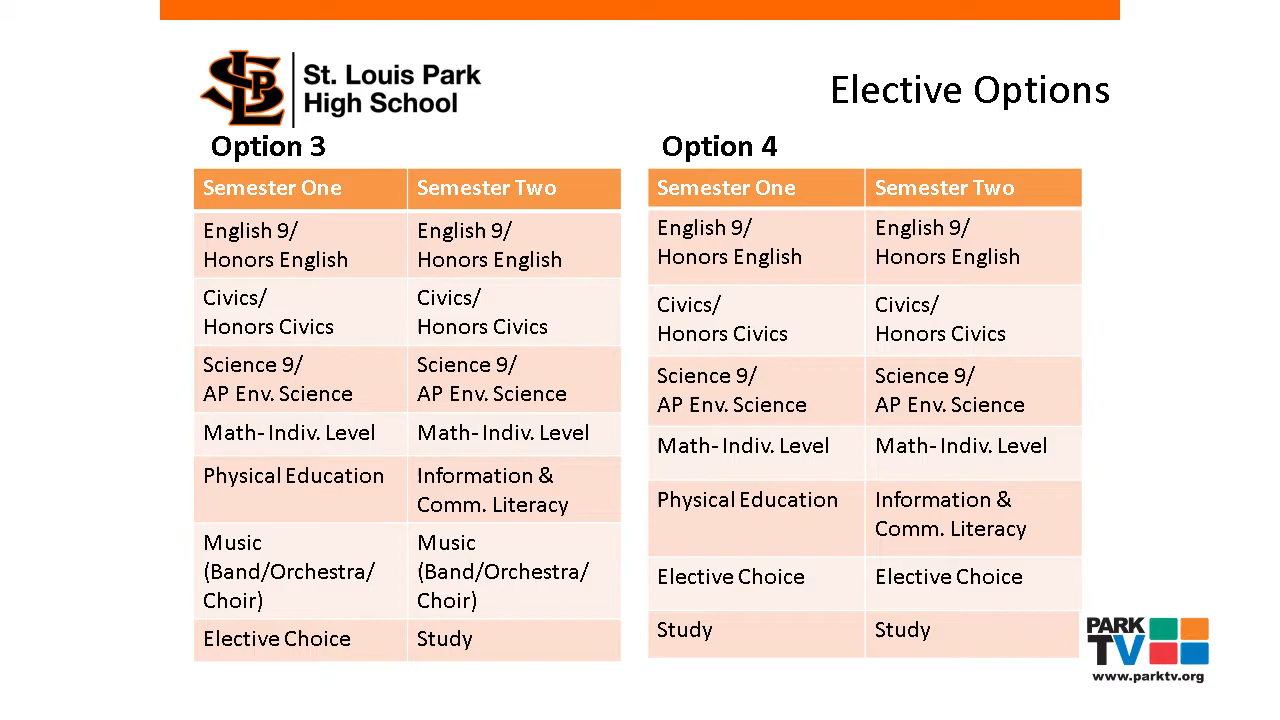 SLP
St. Louis Park
High School
Elective Options
Option 3
Semester One
Semester Two
English 9/
Honors English
English 9/
Honors English
Civics/
Honors Civics
Civics/
Honors Civics
Science 9/
AP Env. Science
Science 9/
AP Env. Science
Math- Indiv. Level
Math- Indiv. Level
Physical Education
Information &
Comm. Literacy
Music
(Band/Orchestra/
Choir)
Music
(Band/Orchestra/
Choir)
Elective Choice
Study
Option 4
Semester One
Semester Two
English 9/
Honors English
English 9/
Honors English
Civics/
Honors Civics
Civics/
Honors Civics
Science 9/
AP Env. Science
Science 9/
AP Env. Science
Math- Indiv. Level
Math- Indiv. Level
Physical Education
Information &
Comm. Literacy
Elective Choice
Elective Choice
Study
Study
PARK
TV
www.parktv.org